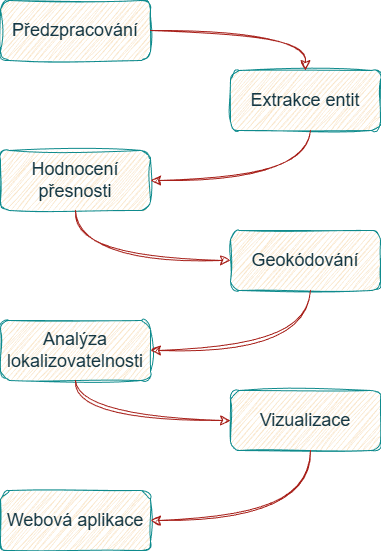 Předzpracování
Extrakce entit
Hodnocení
přesnosti
Geokódování
Analýza
lokalizovatelnosti
Vizualizace
Webová aplikace